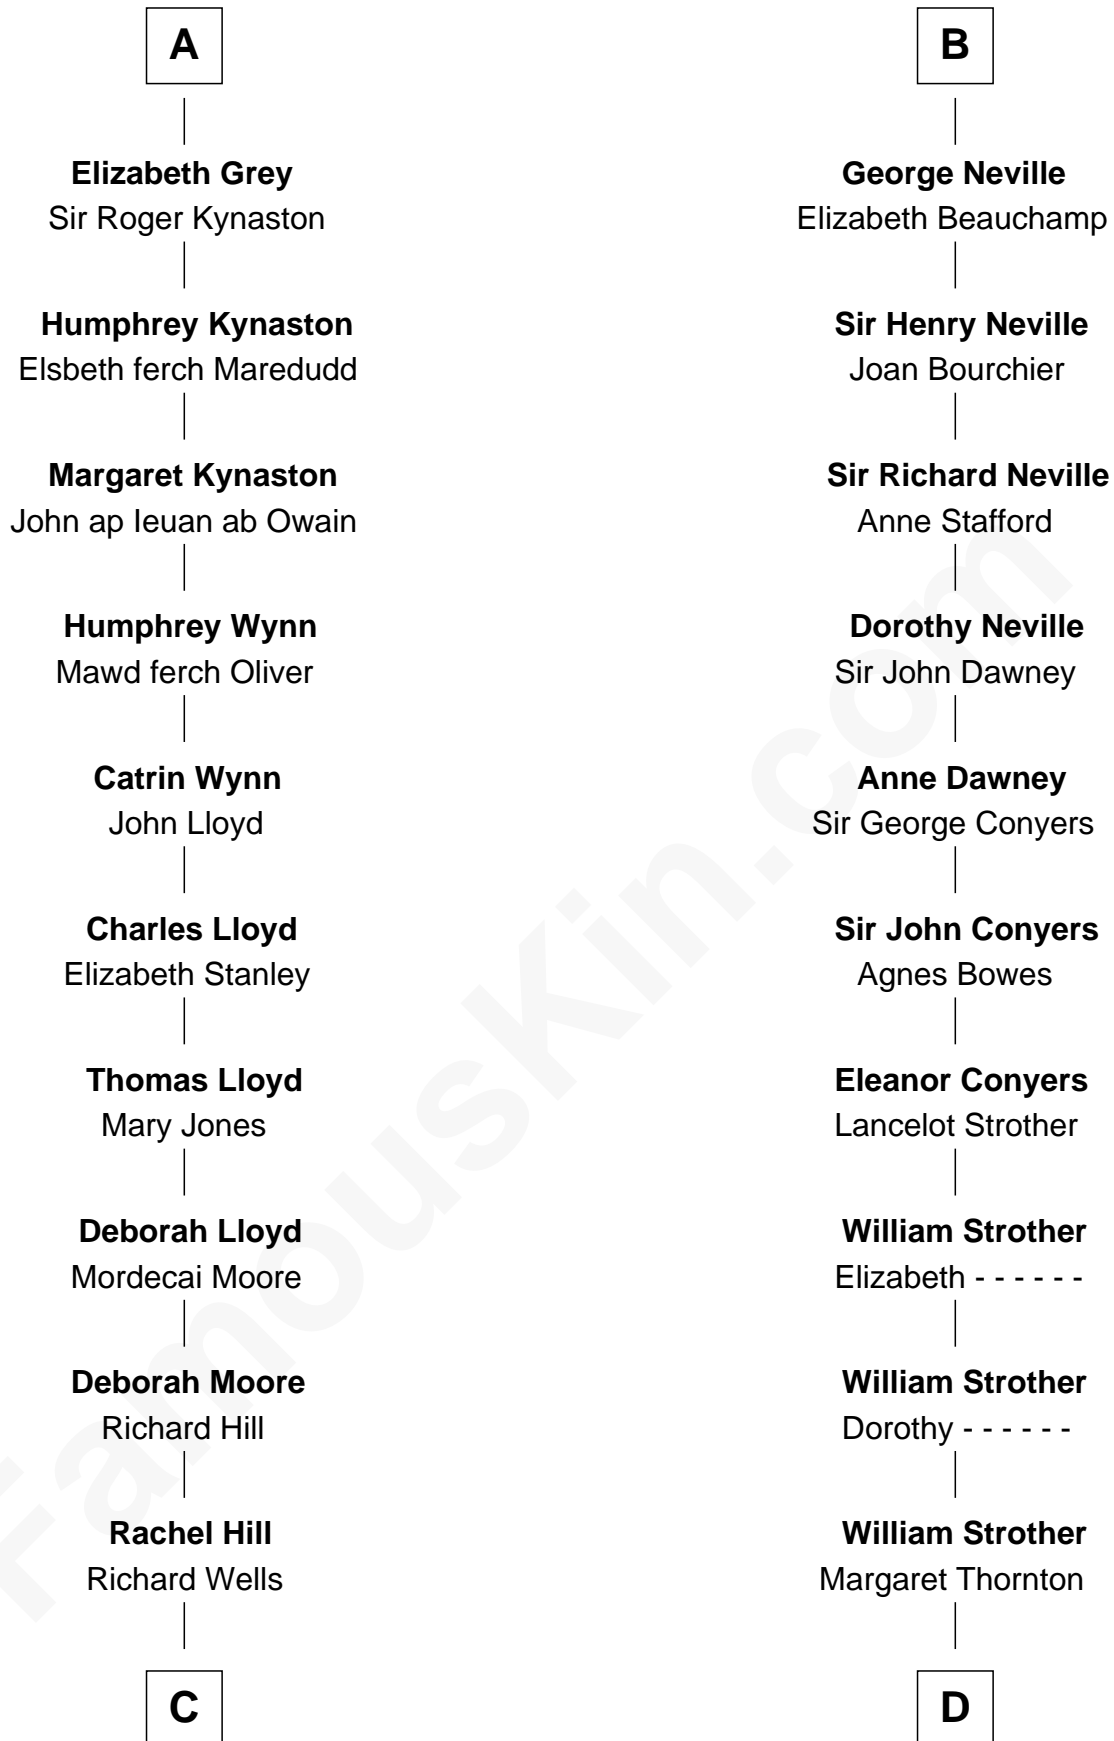 A
Elizabeth Grey
Sir Roger Kynaston
Humphrey Kynaston
Elsbeth ferch Maredudd
Margaret Kynaston
John ap Ieuan ab Owain
Humphrey Wynn
Mawd ferch Oliver
Catrin Wynn
John Lloyd
Charles Lloyd
Elizabeth Stanley
Thomas Lloyd
Mary Jones
Deborah Lloyd
Mordecai Moore
Deborah Moore
Richard Hill
Rachel Hill
Richard Wells
C
B
George Neville
Elizabeth Beauchamp
Sir Henry Neville
Joan Bourchier
Sir Richard Neville
Anne Stafford
Dorothy Neville
Sir John Dawney
Anne Dawney
Sir George Conyers
Sir John Conyers
Agnes Bowes
Eleanor Conyers
Lancelot Strother
William Strother
Elizabeth - - - - - -
William Strother
Dorothy - - - - - -
William Strother
Margaret Thornton
D
FamousKin.com